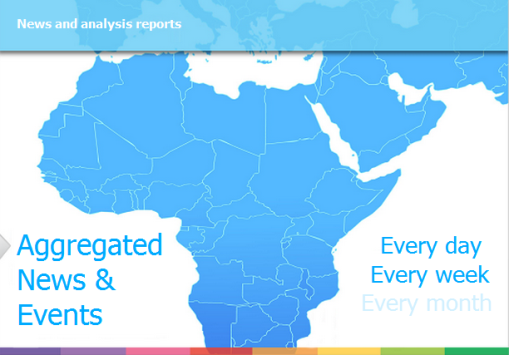 News and analysis reports
Aggregated
News &
Events
Every day
Every week
Every month